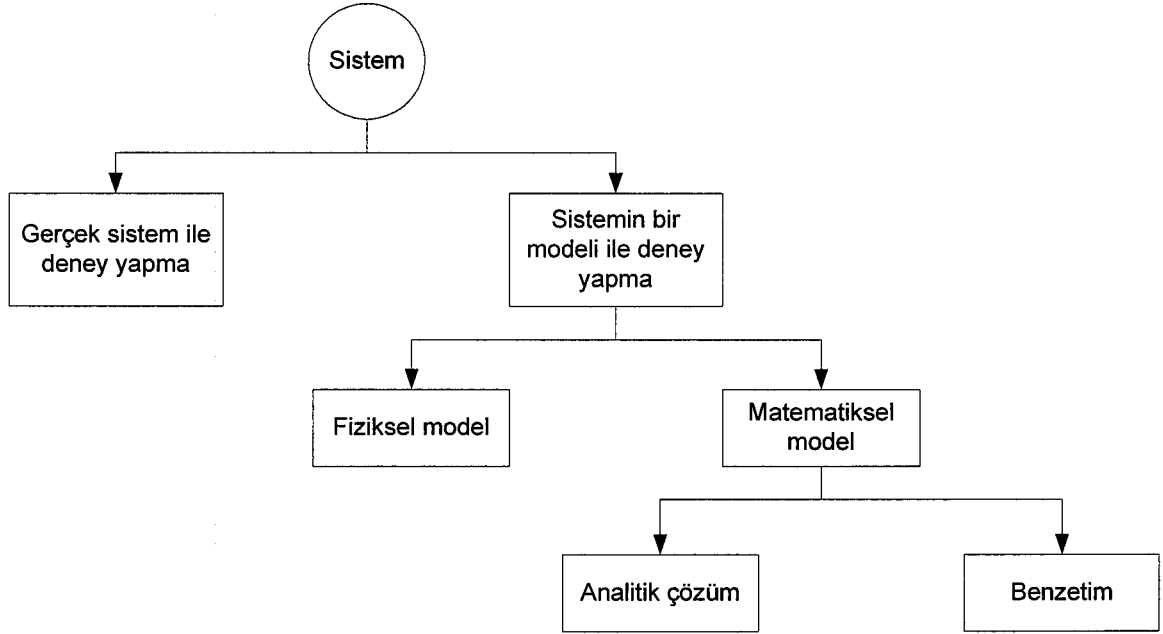 Sistem
Gerçek sistem ile
deney yapma
Sistemin bir
modeli ile deney
yapma
Fiziksel model
Matematiksel
model
Analitik çözüm
Benzetim